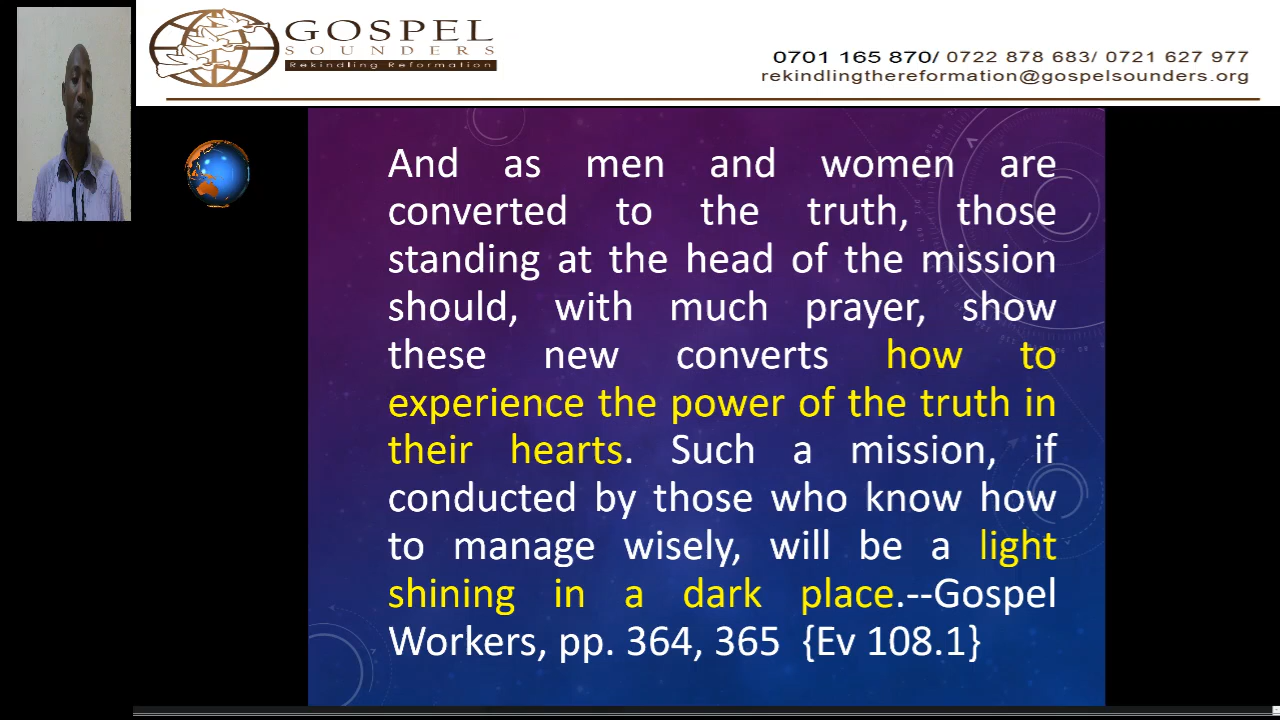 GOSPEL
SOUNDERS
Rekindling Reformation
0701 165 870/ 0722 878 683/ 0721 627 977
rekindlingthereformation@gospelsounders.org
And as men and women are
converted to the truth, those
standing at the head of the mission
should, with much prayer, show
these new converts how to
experience the power of the truth in
their hearts. Such a mission, if
conducted by those who know how
to manage wisely, will be a light
shining in a dark place.--Gospel
Workers, pp. 364, 365 {Ev 108.1}